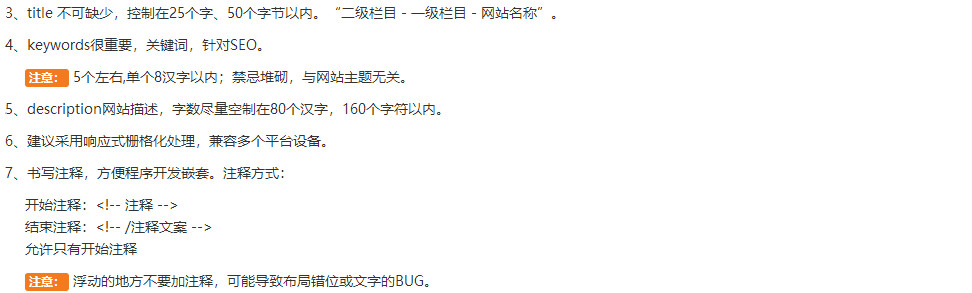 3、title 不可缺少，控制在25个字、50个字节以内。“二级栏目 - 一级栏目 - 网站名称”。
4、keywords很重要，关键词，针对SEO。
注意： 5个左右,单个8汉字以内；禁忌堆砌，与网站主题无关。
5、description网站描述，字数尽量空制在80个汉字，160个字符以内。
6、建议采用响应式栅格化处理，兼容多个平台设备。
7、书写注释，方便程序开发嵌套。注释方式：
开始注释：<!-- 注释 -->
结束注释：<!-- /注释文案 -->
允许只有开始注释
注意： 浮动的地方不要加注释，可能导致布局错位或文字的BUG。